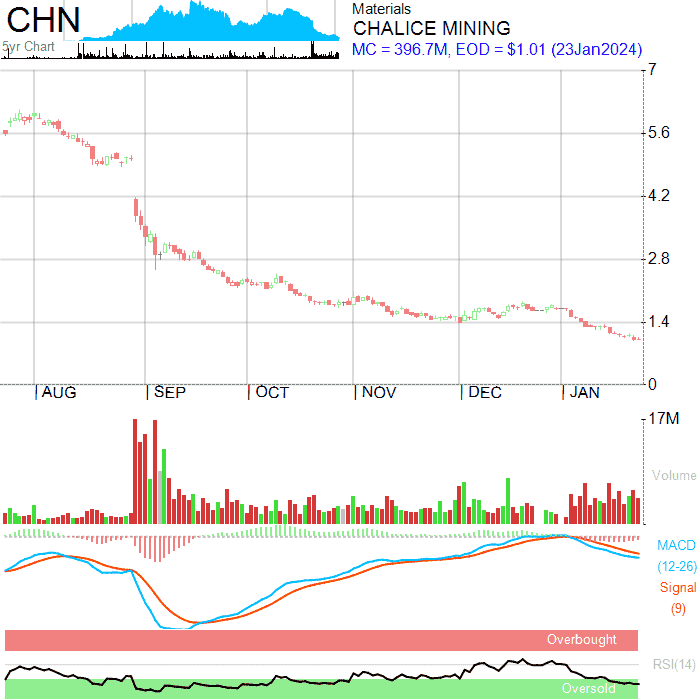 CHN
5yr Chart
Materials
CHALICE MINING
MC = 396.7M, EOD = $1.01 (23Jan2024)
7
5.6
4.2
2.8
1.4
0
AUG
SEP
OCT
NOV
DEC
JAN
17M
Volume
MACD
(12-26)
Signal
(9)
Overbought
RSI(14)
Oversold